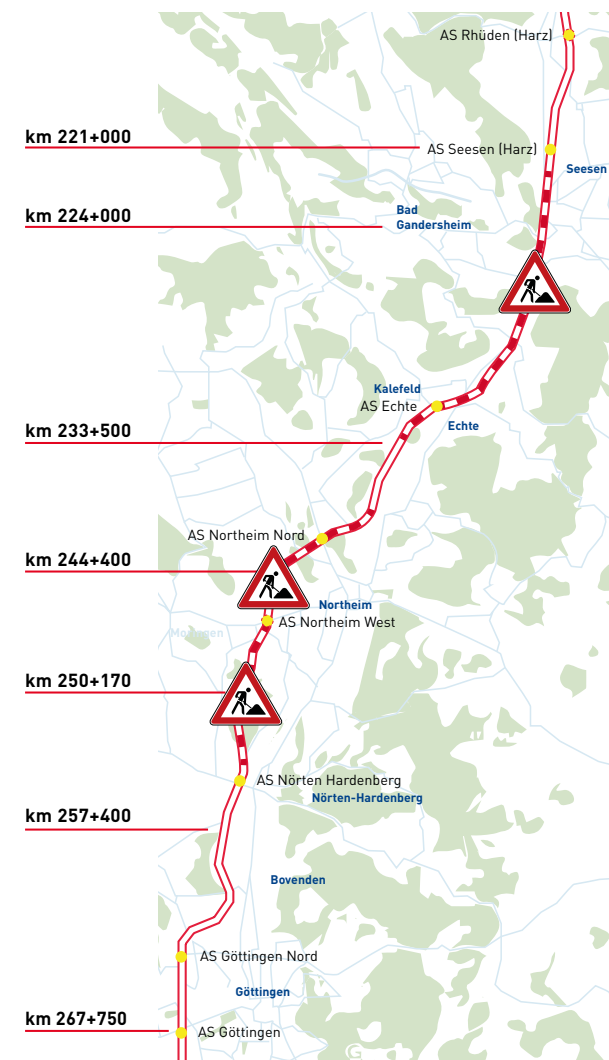 AS Rhüden (Harz)
km 221+000
AS Seesen (Harz)
Seesen
Bad
Gandersheim
km 224+000
Kalefeld
AS Echte
Echte
km 233+500
AS Northeim Nord
km 244+400
Northeim
AS Northeim West
Moringen
km 250+170
AS Nörten Hardenberg
Nörten-Hardenberg
km 257+400
Bovenden
AS Göttingen Nord
Göttingen
km 267+750
AS Göttingen